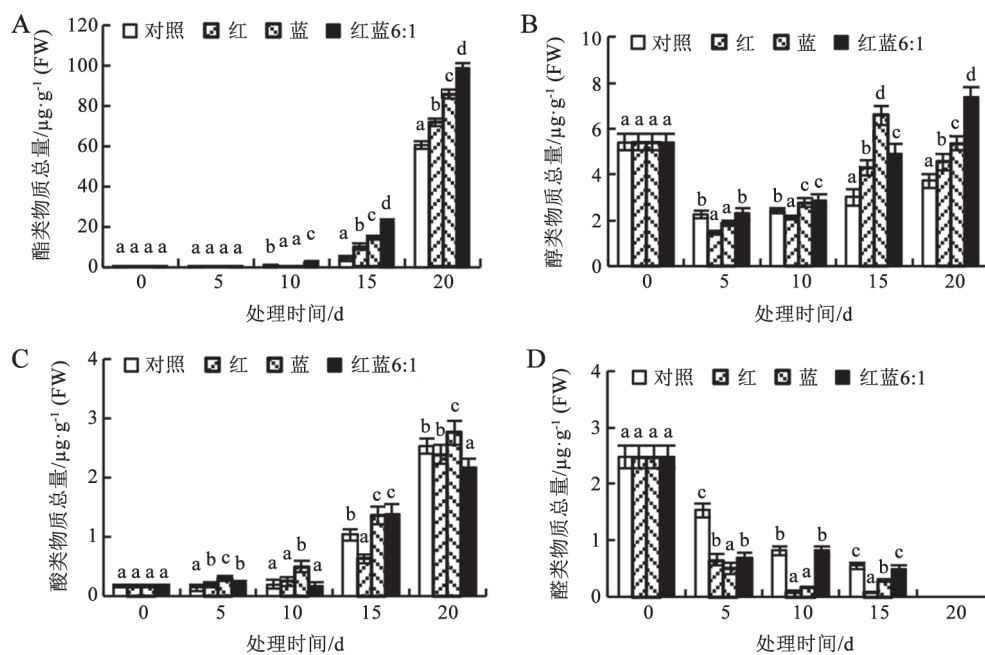 A
酯类物质总量/μg·g⁻¹ (FW)
120
100
80
60
40
20
0
对照 红 蓝 红蓝6:1
a a a a
a a a a
b a a c
a b c d
a b c d
0 5 10 15 20
处理时间/d
B
醇类物质总量/μg·g⁻¹ (FW)
10
8
6
4
2
0
对照 红 蓝 红蓝6:1
a a a a
b a a b
b a c c
a b d c
a b c d
0 5 10 15 20
处理时间/d
C
酸类物质总量/μg·g⁻¹ (FW)
4
3
2
1
0
对照 红 蓝 红蓝6:1
a a a a
a b c b
a a b a
b a c c
b b c a
0 5 10 15 20
处理时间/d
D
醛类物质总量/μg·g⁻¹ (FW)
4
3
2
1
0
对照 红 蓝 红蓝6:1
a a a a
c b a b
b a a b
c a b c
0 5 10 15 20
处理时间/d